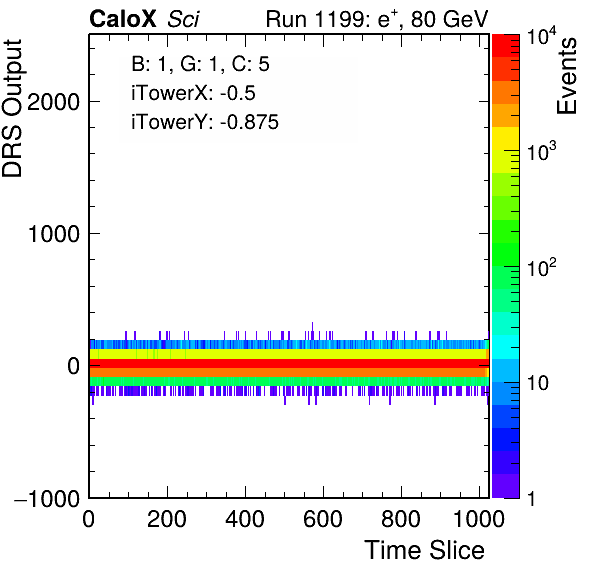 CaloX Sci
Run 1199: e+, 80 GeV
B: 1, G: 1, C: 5
iTowerX: -0.5
iTowerY: -0.875
DRS Output
2000
1000
0
−1000
0
200
400
600
800
1000
Time Slice
Events
10^4
10^3
10^2
10
1